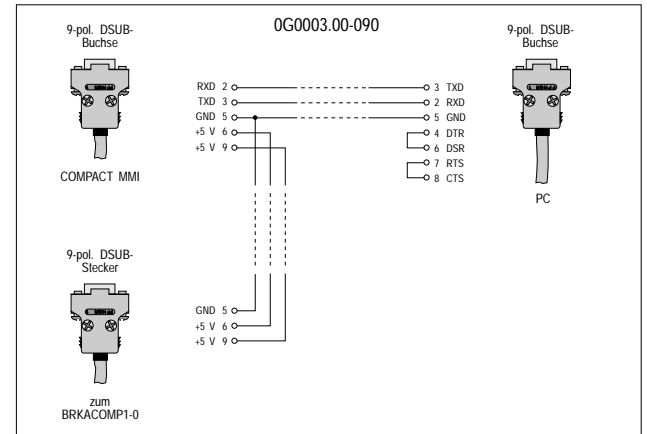 0G0003.00-090
9-pol. DSUB-
Buchse
9-pol. DSUB-
Buchse
RXD 2
3 TXD
TXD 3
2 RXD
GND 5
5 GND
+5 V 6
4 DTR
+5 V 9
6 DSR
7 RTS
8 CTS
COMPACT MMI
PC
9-pol. DSUB-
Stecker
GND 5
+5 V 6
+5 V 9
zum
BRKACOMP1-0